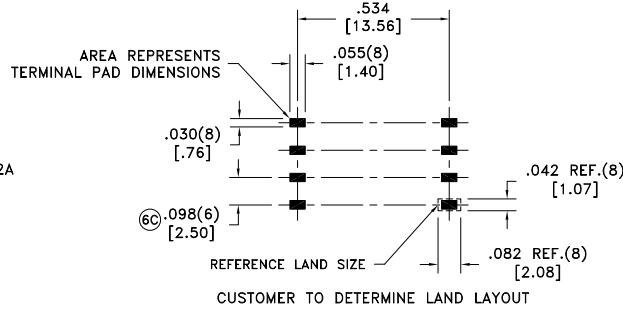 .534
[13.56]
AREA REPRESENTS
TERMINAL PAD DIMENSIONS
.055(8)
[1.40]
.030(8)
[.76]
2A
.042 REF.(8)
[1.07]
6C .098(6)
[2.50]
REFERENCE LAND SIZE
.082 REF.(8)
[2.08]
CUSTOMER TO DETERMINE LAND LAYOUT